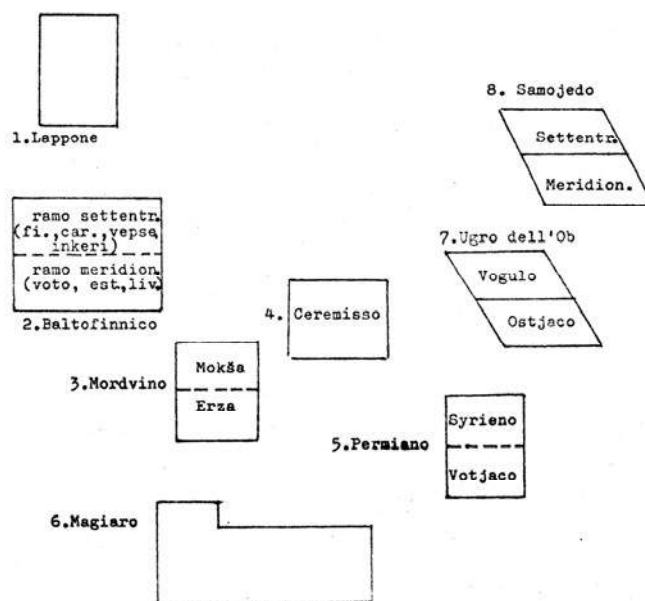 8. Samojedo
Settentr.
Meridion.
1.Lappone
ramo settentr.
(fi.,car.,vepse,
inkeri)
ramo meridion.
(voto, est.,liv.)
2.Baltofinnico
7.Ugro dell'Ob
Vogulo
Ostjaco
4. Ceremisso
3.Mordvino
Mokša
Erza
5.Permiano
Syrieno
Votjaco
6.Magiaro